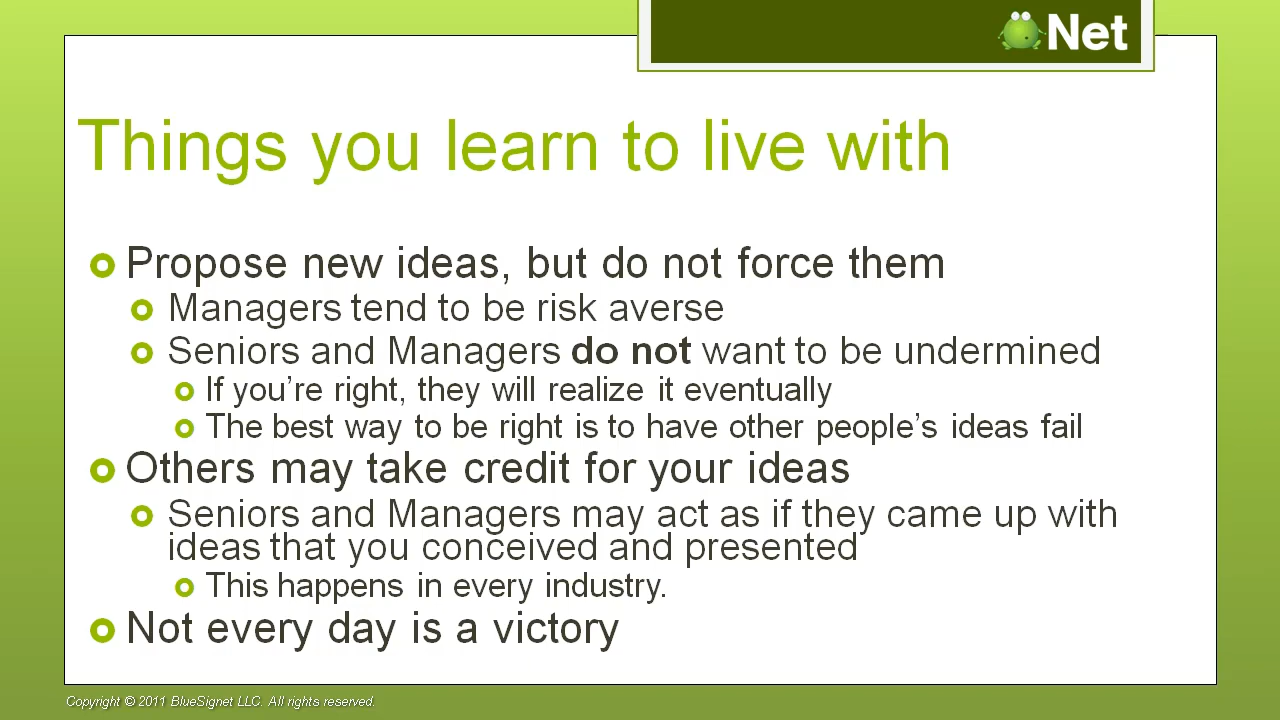 Net
Things you learn to live with
Propose new ideas, but do not force them
Managers tend to be risk averse
Seniors and Managers do not want to be undermined
If you’re right, they will realize it eventually
The best way to be right is to have other people’s ideas fail
Others may take credit for your ideas
Seniors and Managers may act as if they came up with
ideas that you conceived and presented
This happens in every industry.
Not every day is a victory
Copyright © 2011 BlueSignet LLC. All rights reserved.